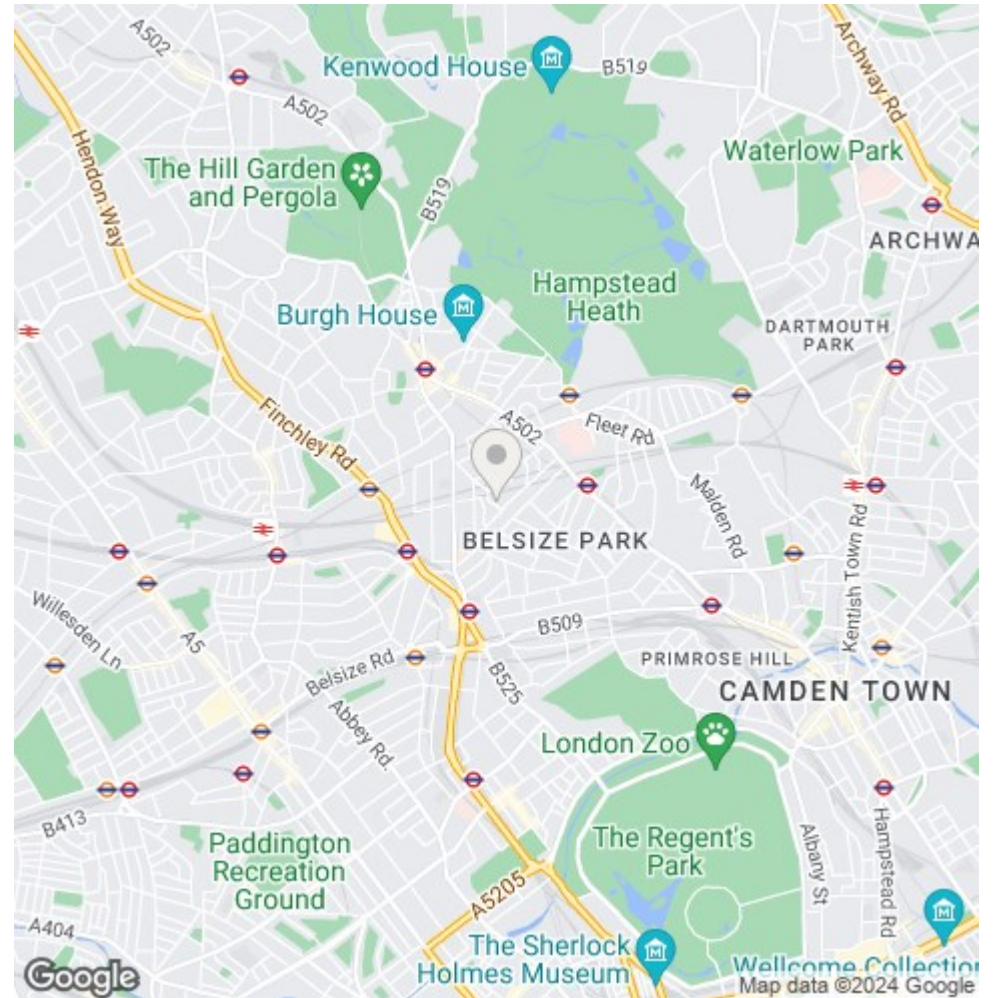 A502
Kenwood House
B519
Archway Rd
A502
Hendon Way
The Hill Garden
and Pergola
B519
Waterlow Park
ARCHWA
Hampstead
Heath
Burgh House
DARTMOUTH
PARK
Finchley Rd
A502
Fleet Rd
Malden Rd
BELSIZE PARK
Kentish Town Rd
Willesden Ln
A5
B509
Belsize Rd
B525
PRIMROSE HILL
CAMDEN TOWN
Abbey Rd.
London Zoo
B413
Paddington
Recreation
Ground
The Regent's
Park
Albany St
Hampstead Rd
A5205
A404
The Sherlock
Holmes Museum
Wellcome Collection
Google
Map data ©2024 Google